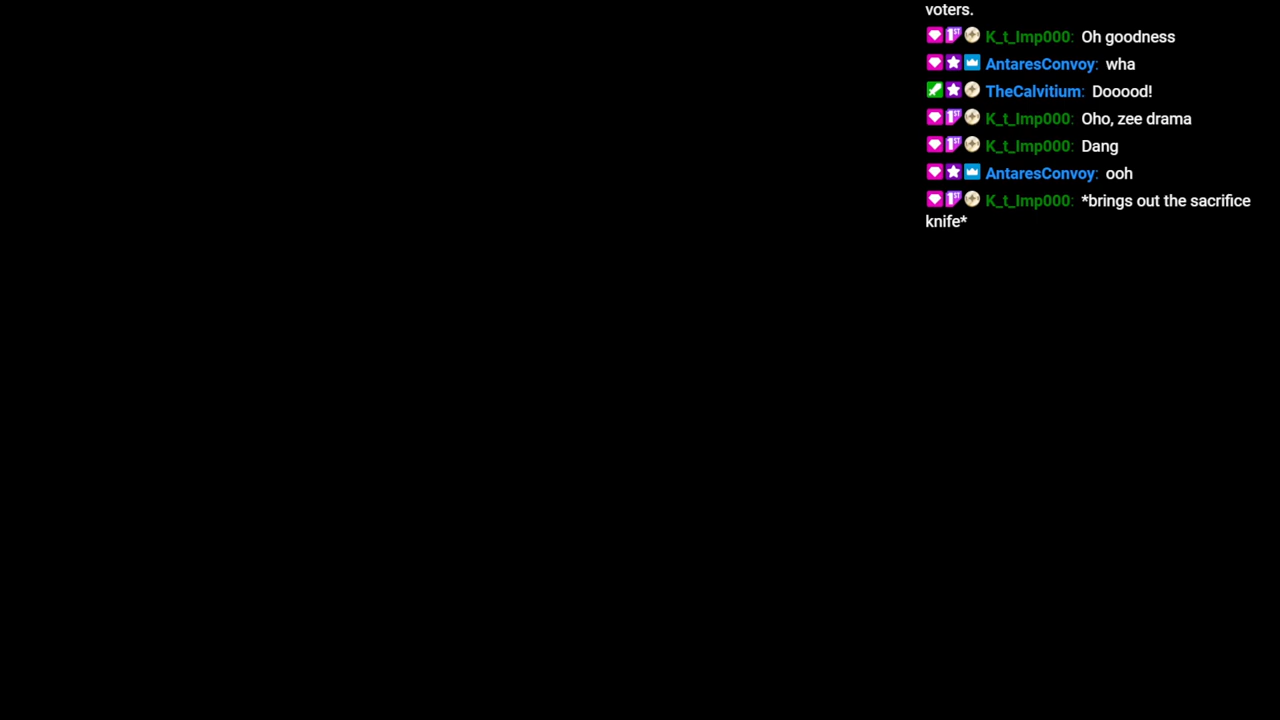 voters.
K_t_Imp000: Oh goodness
AntaresConvoy: wha
TheCalvitium: Dooood!
K_t_Imp000: Oho, zee drama
K_t_Imp000: Dang
AntaresConvoy: ooh
K_t_Imp000: *brings out the sacrifice
knife*